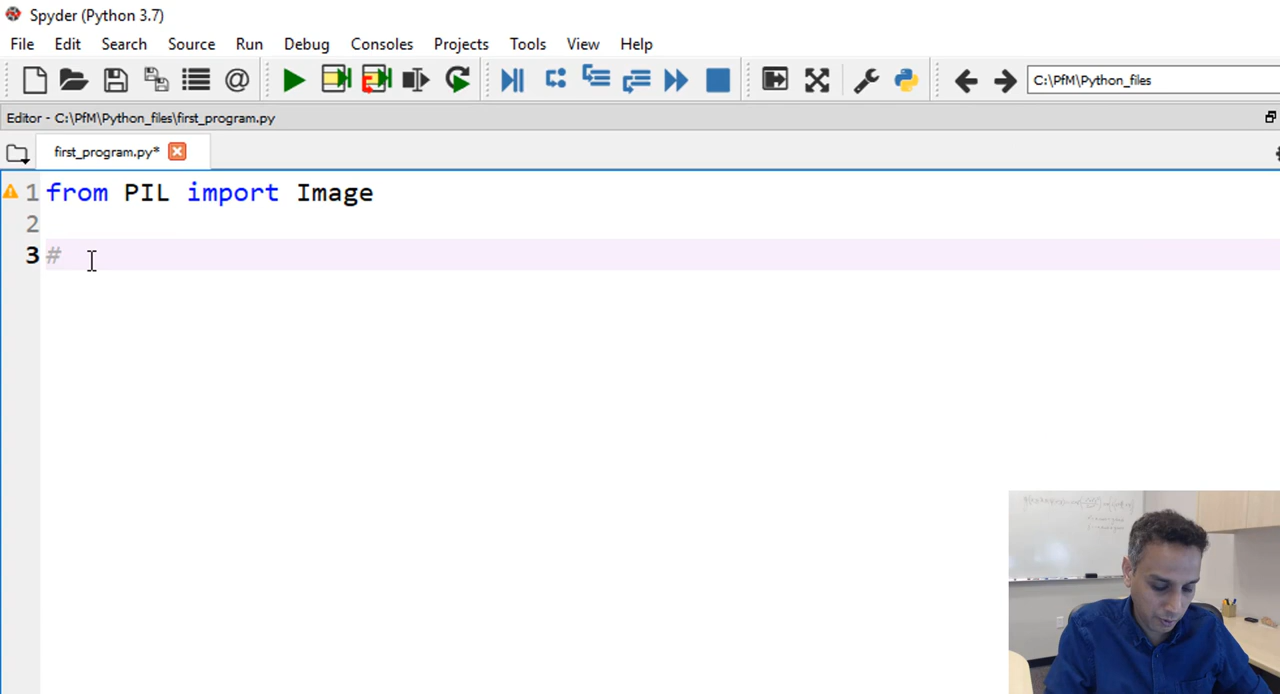 Spyder (Python 3.7)
File Edit Search Source Run Debug Consoles Projects Tools View Help
C:\PfM\Python_files
Editor - C:\PfM\Python_files\first_program.py
first_program.py*
1 from PIL import Image
2
3 #